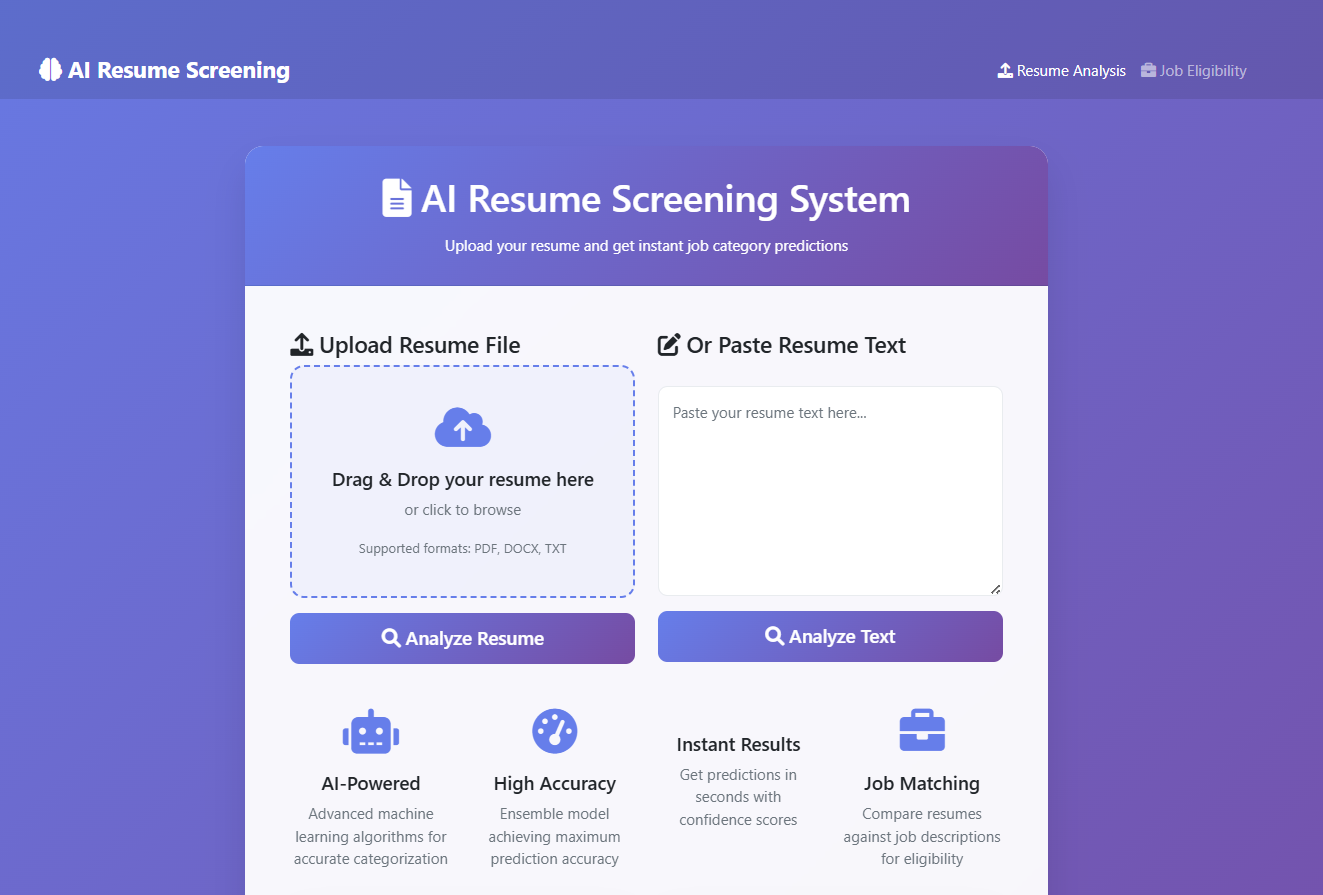 AI Resume Screening
Resume Analysis
Job Eligibility
AI Resume Screening System
Upload your resume and get instant job category predictions
Upload Resume File
Drag & Drop your resume here
or click to browse
Supported formats: PDF, DOCX, TXT
Analyze Resume
Or Paste Resume Text
Paste your resume text here...
Analyze Text
AI-Powered
Advanced machine
learning algorithms for
accurate categorization
High Accuracy
Ensemble model
achieving maximum
prediction accuracy
Instant Results
Get predictions in
seconds with
confidence scores
Job Matching
Compare resumes
against job descriptions
for eligibility